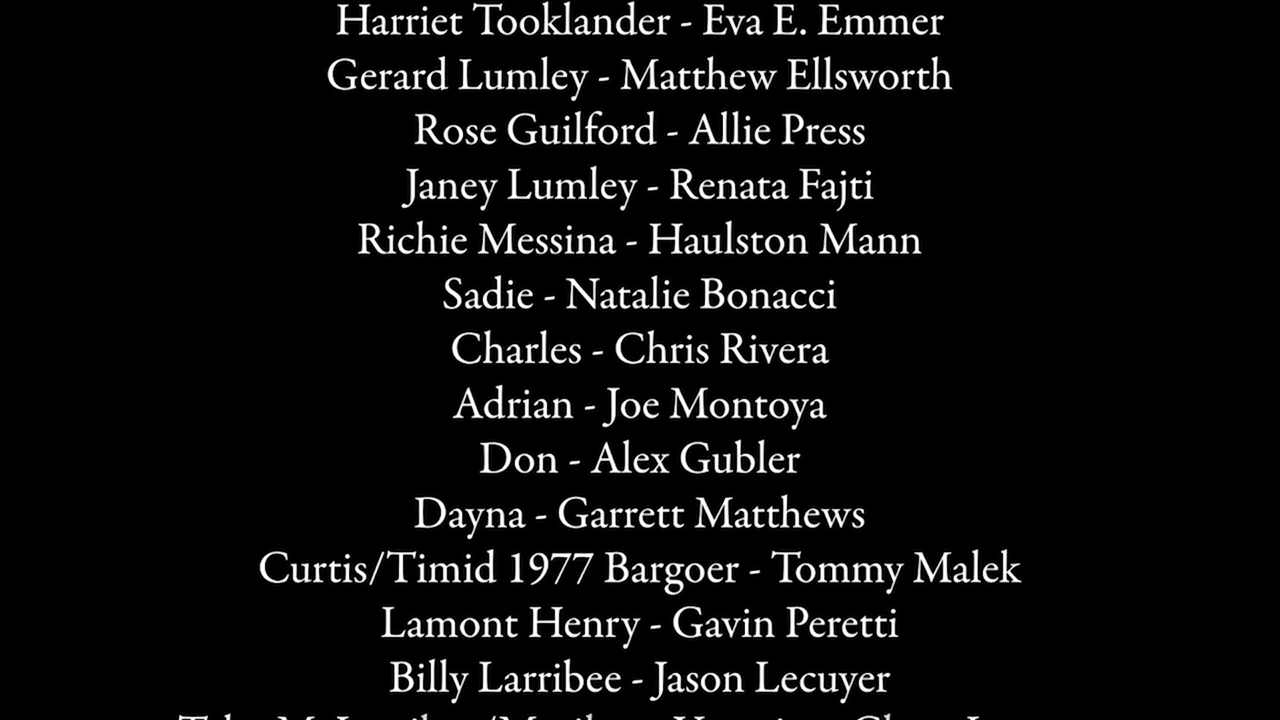 Harriet Tooklander - Eva E. Emmer
Gerard Lumley - Matthew Ellsworth
Rose Guilford - Allie Press
Janey Lumley - Renata Fajti
Richie Messina - Haulston Mann
Sadie - Natalie Bonacci
Charles - Chris Rivera
Adrian - Joe Montoya
Don - Alex Gubler
Dayna - Garrett Matthews
Curtis/Timid 1977 Bargoer - Tommy Malek
Lamont Henry - Gavin Peretti
Billy Larribee - Jason Lecuyer